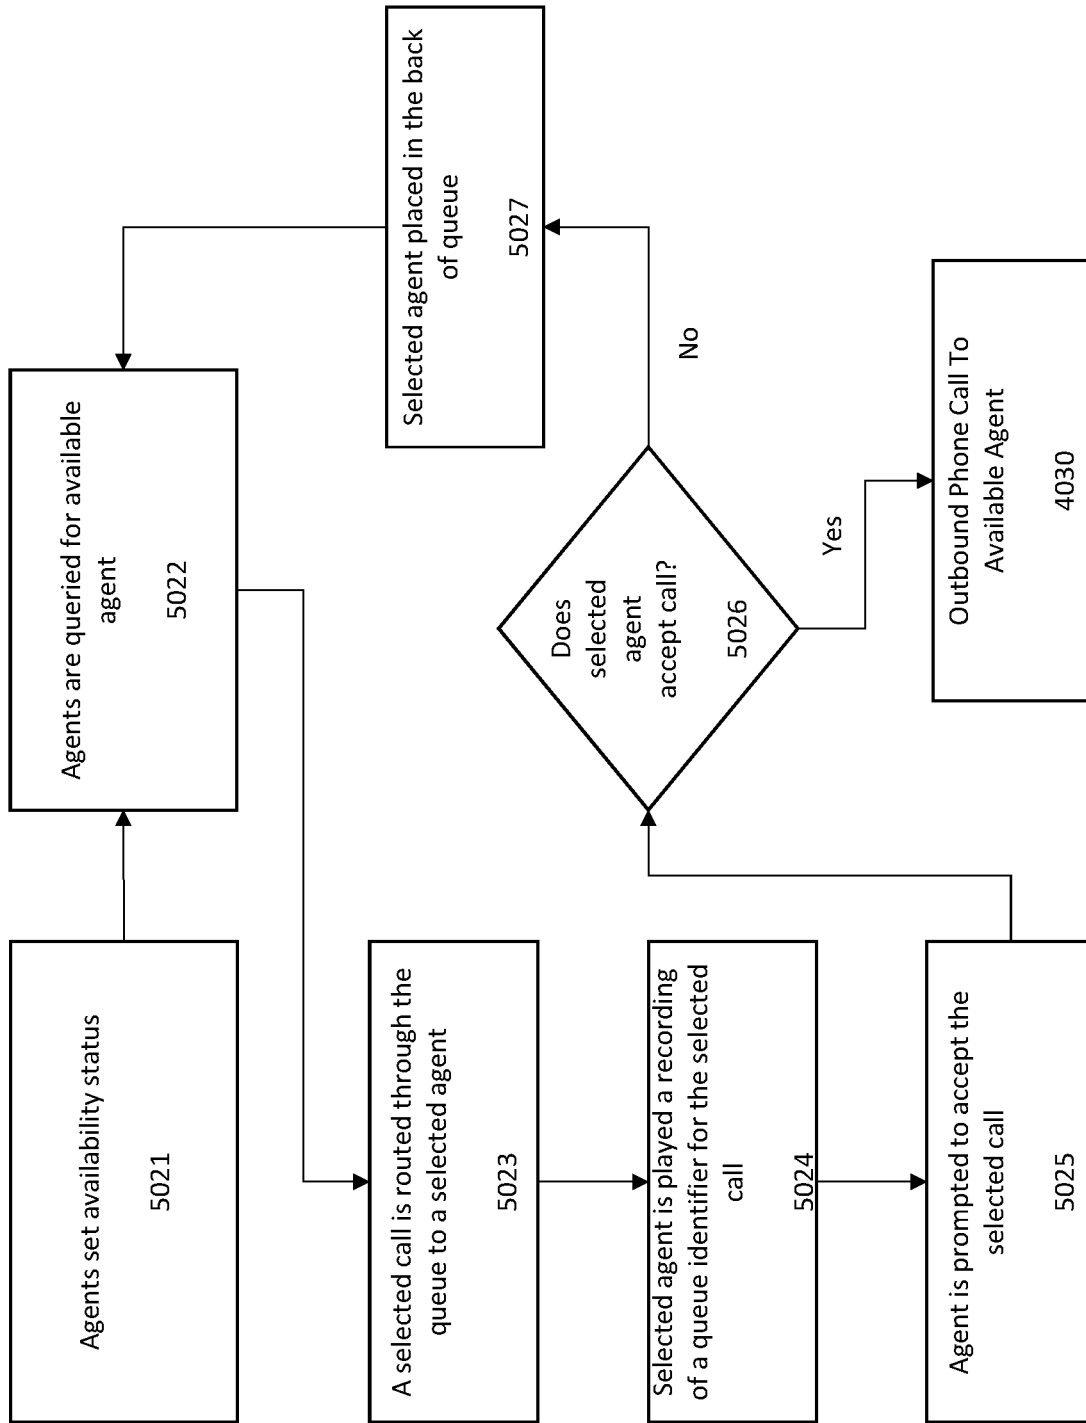 Agents set availability status
5021
Agents are queried for available
agent
5022
A selected call is routed through the
queue to a selected agent
5023
Selected agent is played a recording
of a queue identifier for the selected
call
5024
Agent is prompted to accept the
selected call
5025
Does
selected
agent
accept call?
5026
No
Yes
Selected agent placed in the back
of queue
5027
Outbound Phone Call To
Available Agent
4030